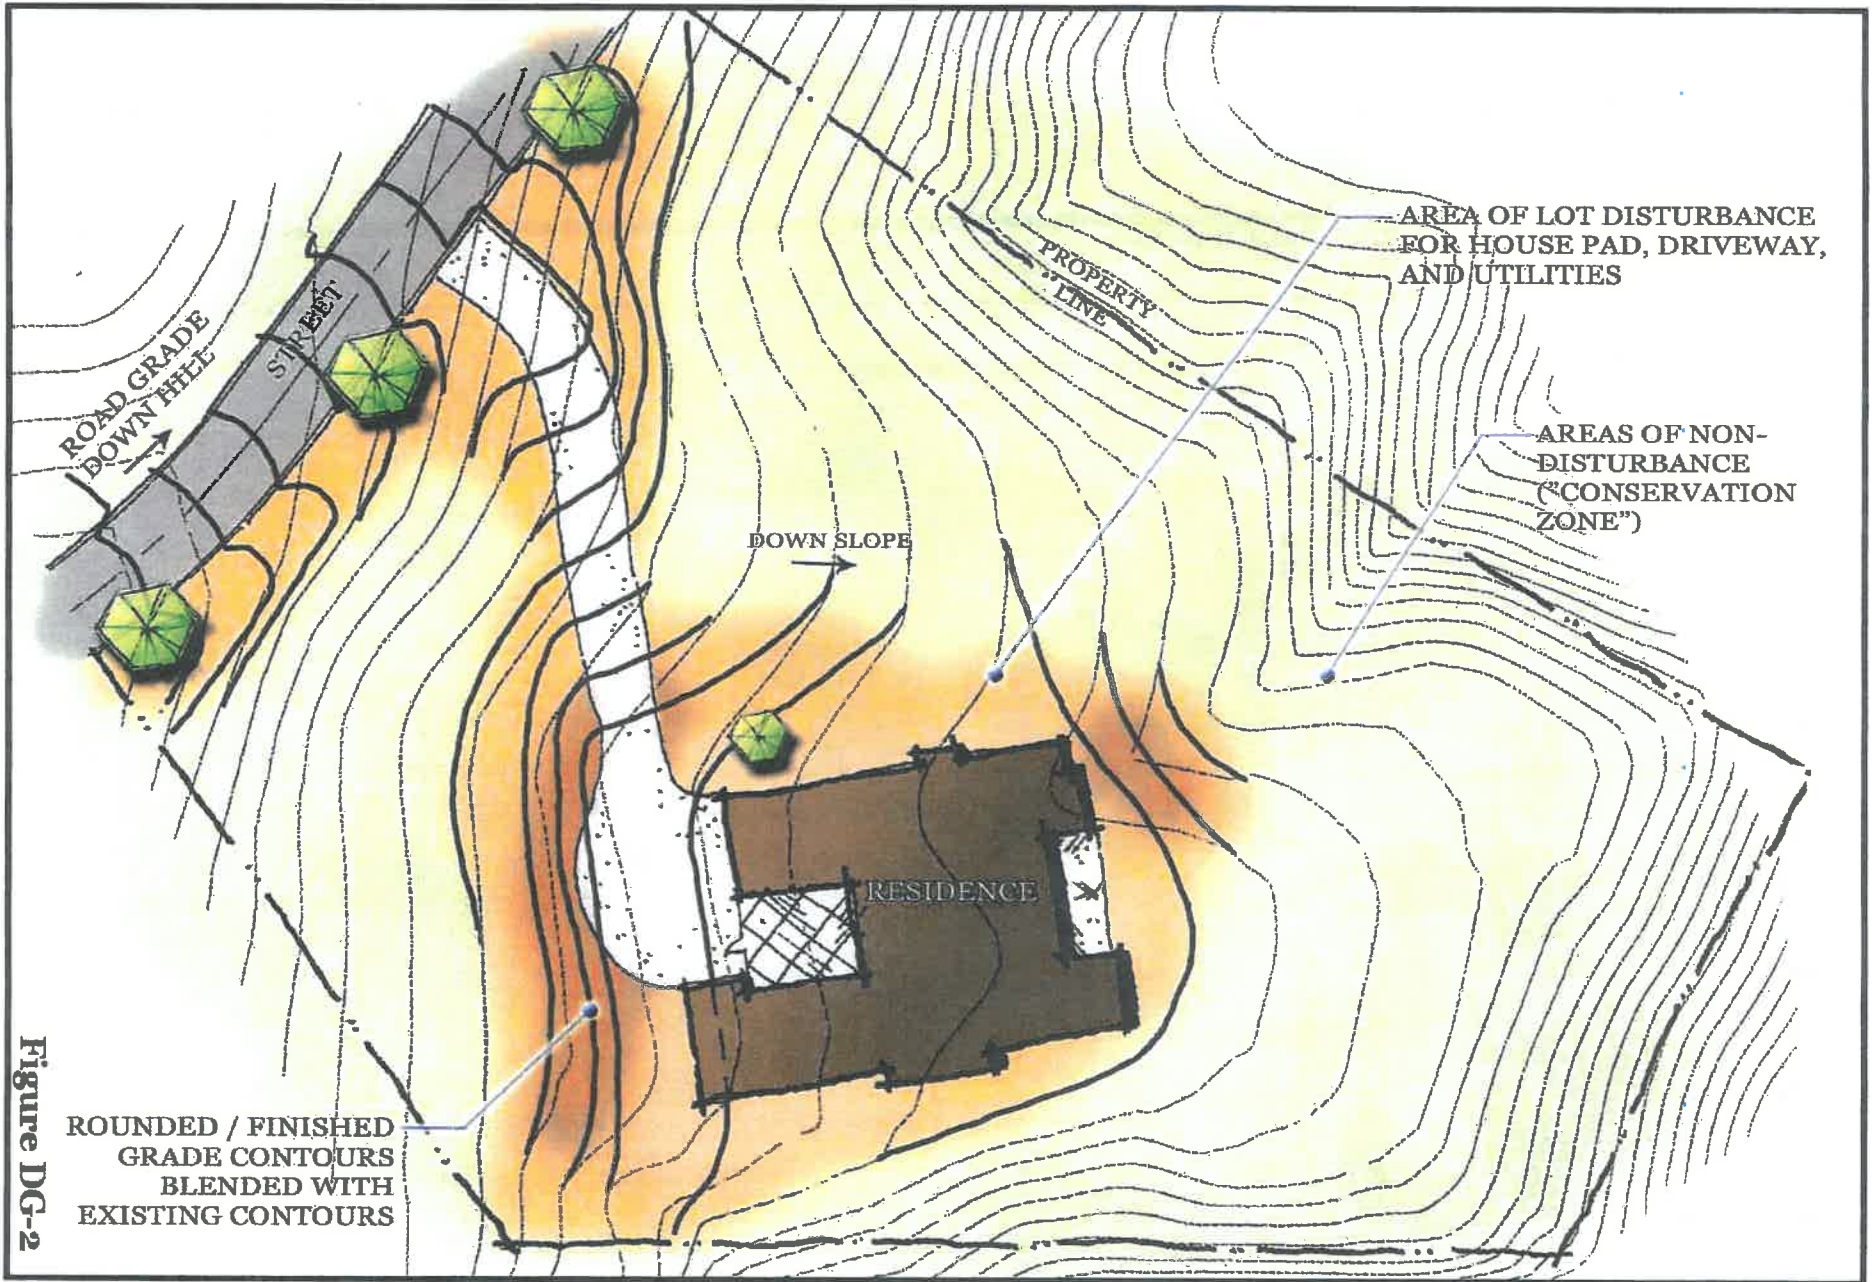 AREA OF LOT DISTURBANCE
FOR HOUSE PAD, DRIVEWAY,
AND UTILITIES
PROPERTY
LINE
STREET
ROAD GRADE
DOWN HILL
AREAS OF NON-
DISTURBANCE
("CONSERVATION
ZONE")
DOWN SLOPE
RESIDENCE
ROUNDED / FINISHED
GRADE CONTOURS
BLENDED WITH
EXISTING CONTOURS
Figure DG-2